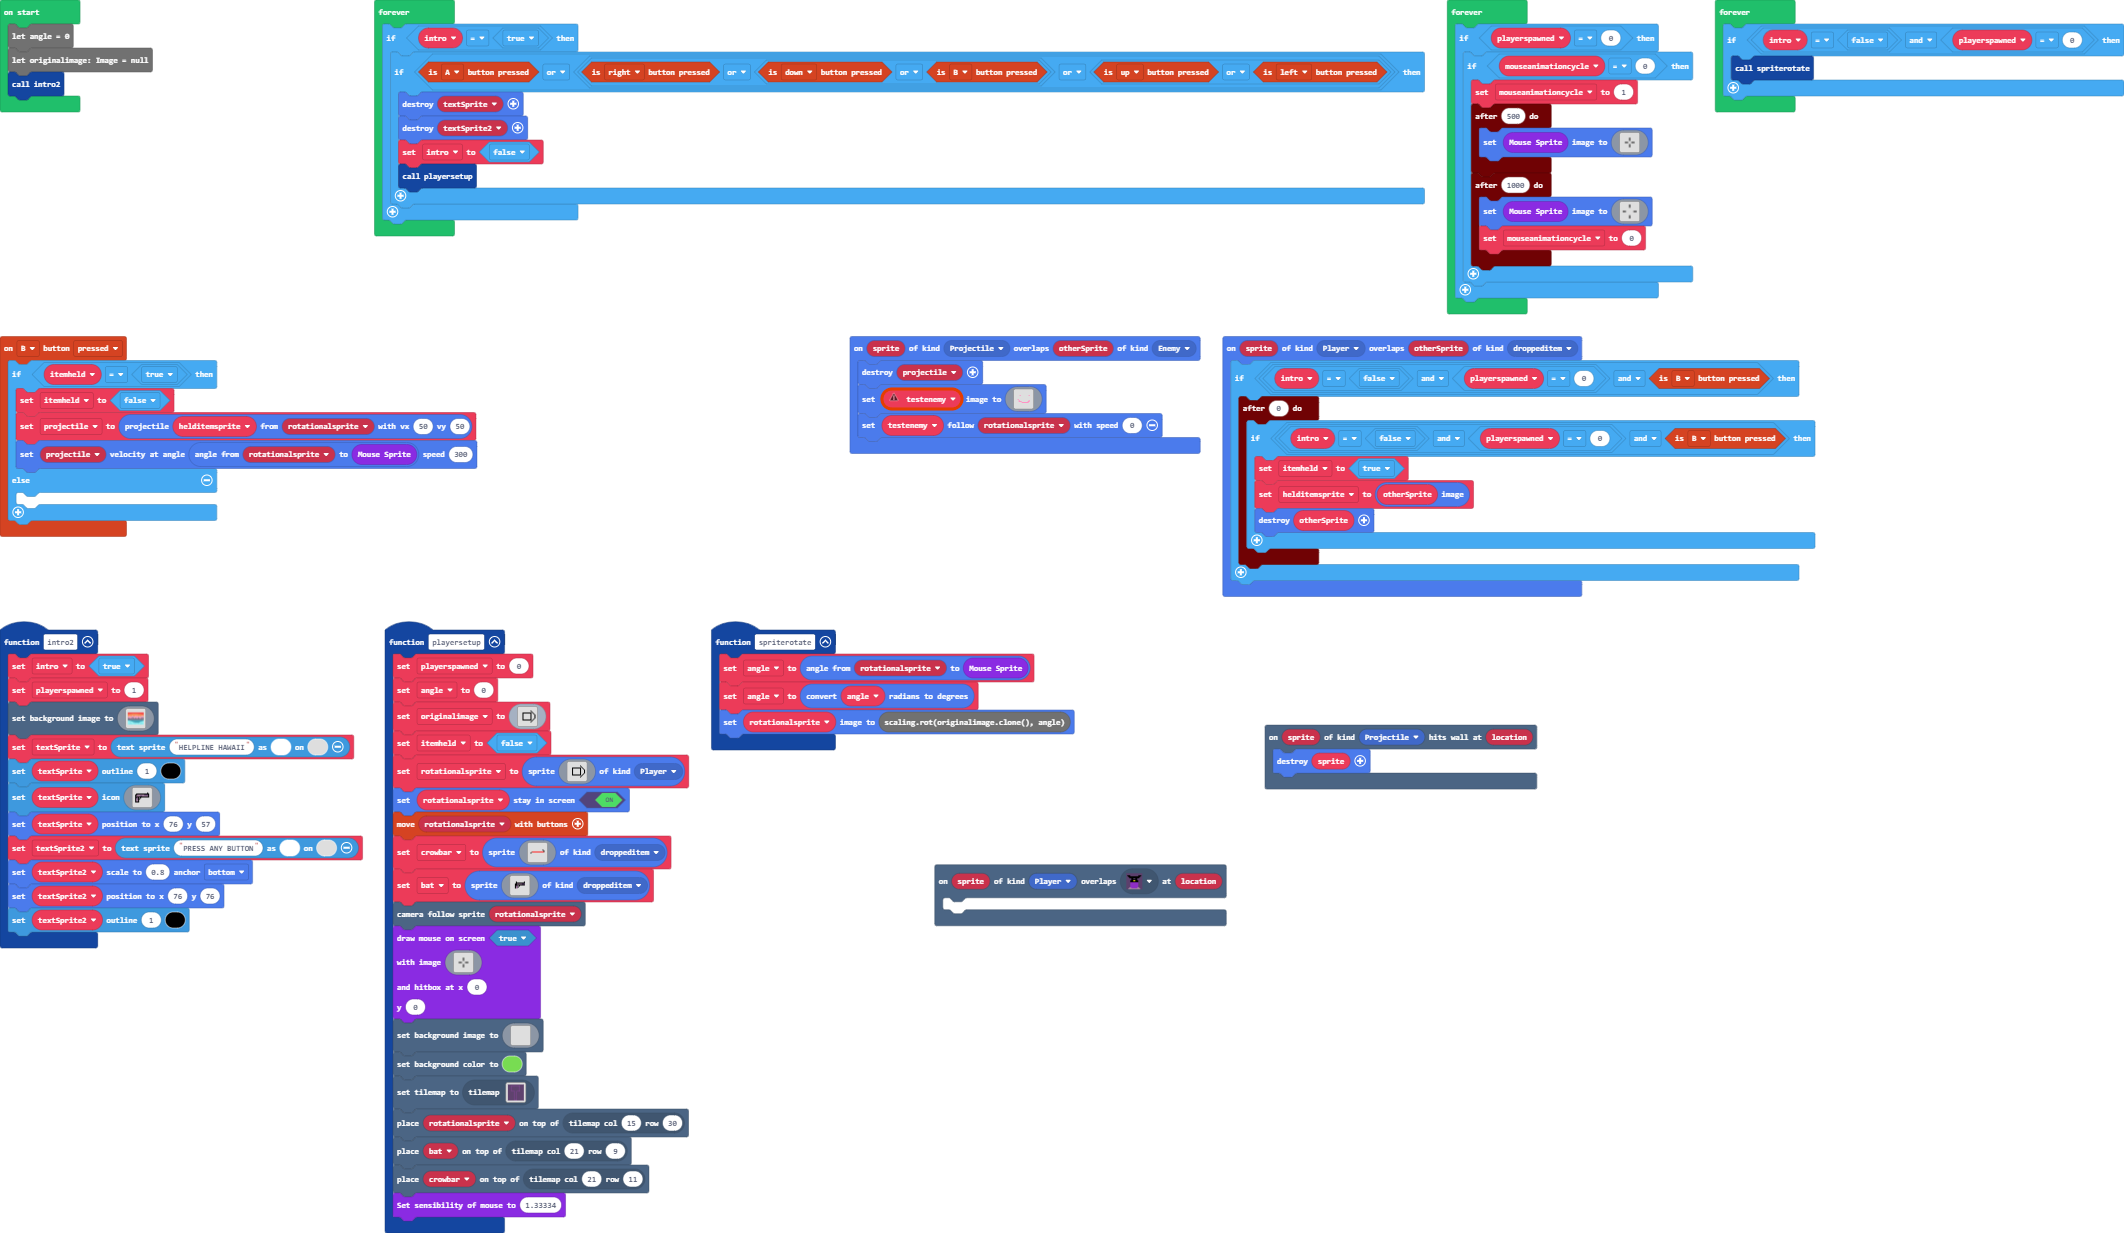 on start
let angle = 0
let originalimage: Image = null
call intro2
forever
if intro = true then
if is A button pressed or is right button pressed or is down button pressed or is B button pressed or is up button pressed or is left button pressed then
destroy textSprite
destroy textSprite2
set intro to false
call playersetup
forever
if playerspawned = 0 then
if mouseanimationcycle = 0 then
set mouseanimationcycle to 1
after 500 do
set Mouse Sprite image to
after 1000 do
set Mouse Sprite image to
set mouseanimationcycle to 0
forever
if intro = false and playerspawned = 0 then
call spriterotate
on B button pressed
if itemheld = true then
set itemheld to false
set projectile to projectile helditemsprite from rotationalsprite with vx 50 vy 50
set projectile velocity at angle angle from rotationalsprite to Mouse Sprite speed 300
else
on sprite of kind Projectile overlaps otherSprite of kind Enemy
destroy projectile
set testenemy image to
set testenemy follow rotationalsprite with speed 0
on sprite of kind Player overlaps otherSprite of kind droppeditem
if intro = false and playerspawned = 0 and is B button pressed then
after 0 do
if intro = false and playerspawned = 0 and is B button pressed then
set itemheld to true
set helditemsprite to otherSprite image
destroy otherSprite
function intro2
set intro to true
set playerspawned to 1
set background image to
set textSprite to text sprite "HELPLINE HAWAII" as on
set textSprite outline 1
set textSprite icon
set textSprite position to x 76 y 57
set textSprite2 to text sprite "PRESS ANY BUTTON" as on
set textSprite2 scale to 0.8 anchor bottom
set textSprite2 position to x 76 y 76
set textSprite2 outline 1
function playersetup
set playerspawned to 0
set angle to 0
set originalimage to
set itemheld to false
set rotationalsprite to sprite of kind Player
set rotationalsprite stay in screen ON
move rotationalsprite with buttons
set crowbar to sprite of kind droppeditem
set bat to sprite of kind droppeditem
camera follow sprite rotationalsprite
draw mouse on screen true
with image
and hitbox at x 0
y 0
set background image to
set background color to
set tilemap to tilemap
place rotationalsprite on top of tilemap col 15 row 30
place bat on top of tilemap col 21 row 9
place crowbar on top of tilemap col 21 row 11
Set sensibility of mouse to 1.33334
function spriterotate
set angle to angle from rotationalsprite to Mouse Sprite
set angle to convert angle radians to degrees
set rotationalsprite image to scaling.rot(originalimage.clone(), angle)
on sprite of kind Projectile hits wall at location
destroy sprite
on sprite of kind Player overlaps at location